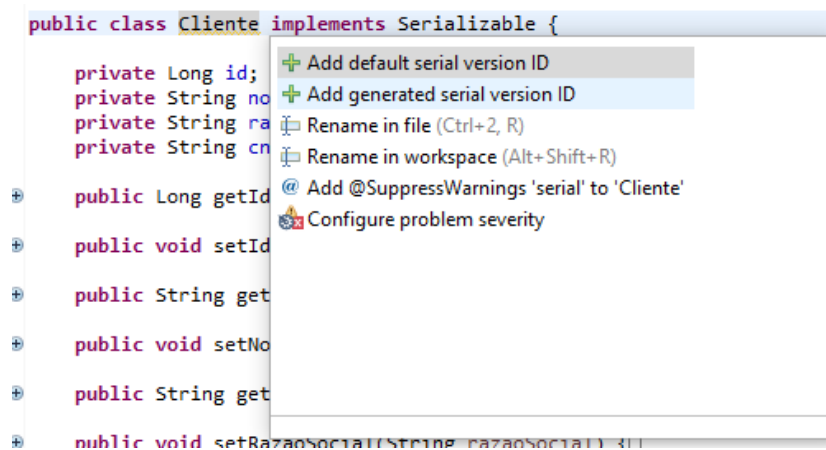 public class Cliente implements Serializable {
Add default serial version ID
private Long id;
Add generated serial version ID
private String no
private String ra
Rename in file (Ctrl+2, R)
private String cn
Rename in workspace (Alt+Shift+R)
Add @SuppressWarnings 'serial' to 'Cliente'
public Long getId
Configure problem severity
public void setId
public String get
public void setNo
public String get
public void setRazaoSocial(String razaoSocial) {